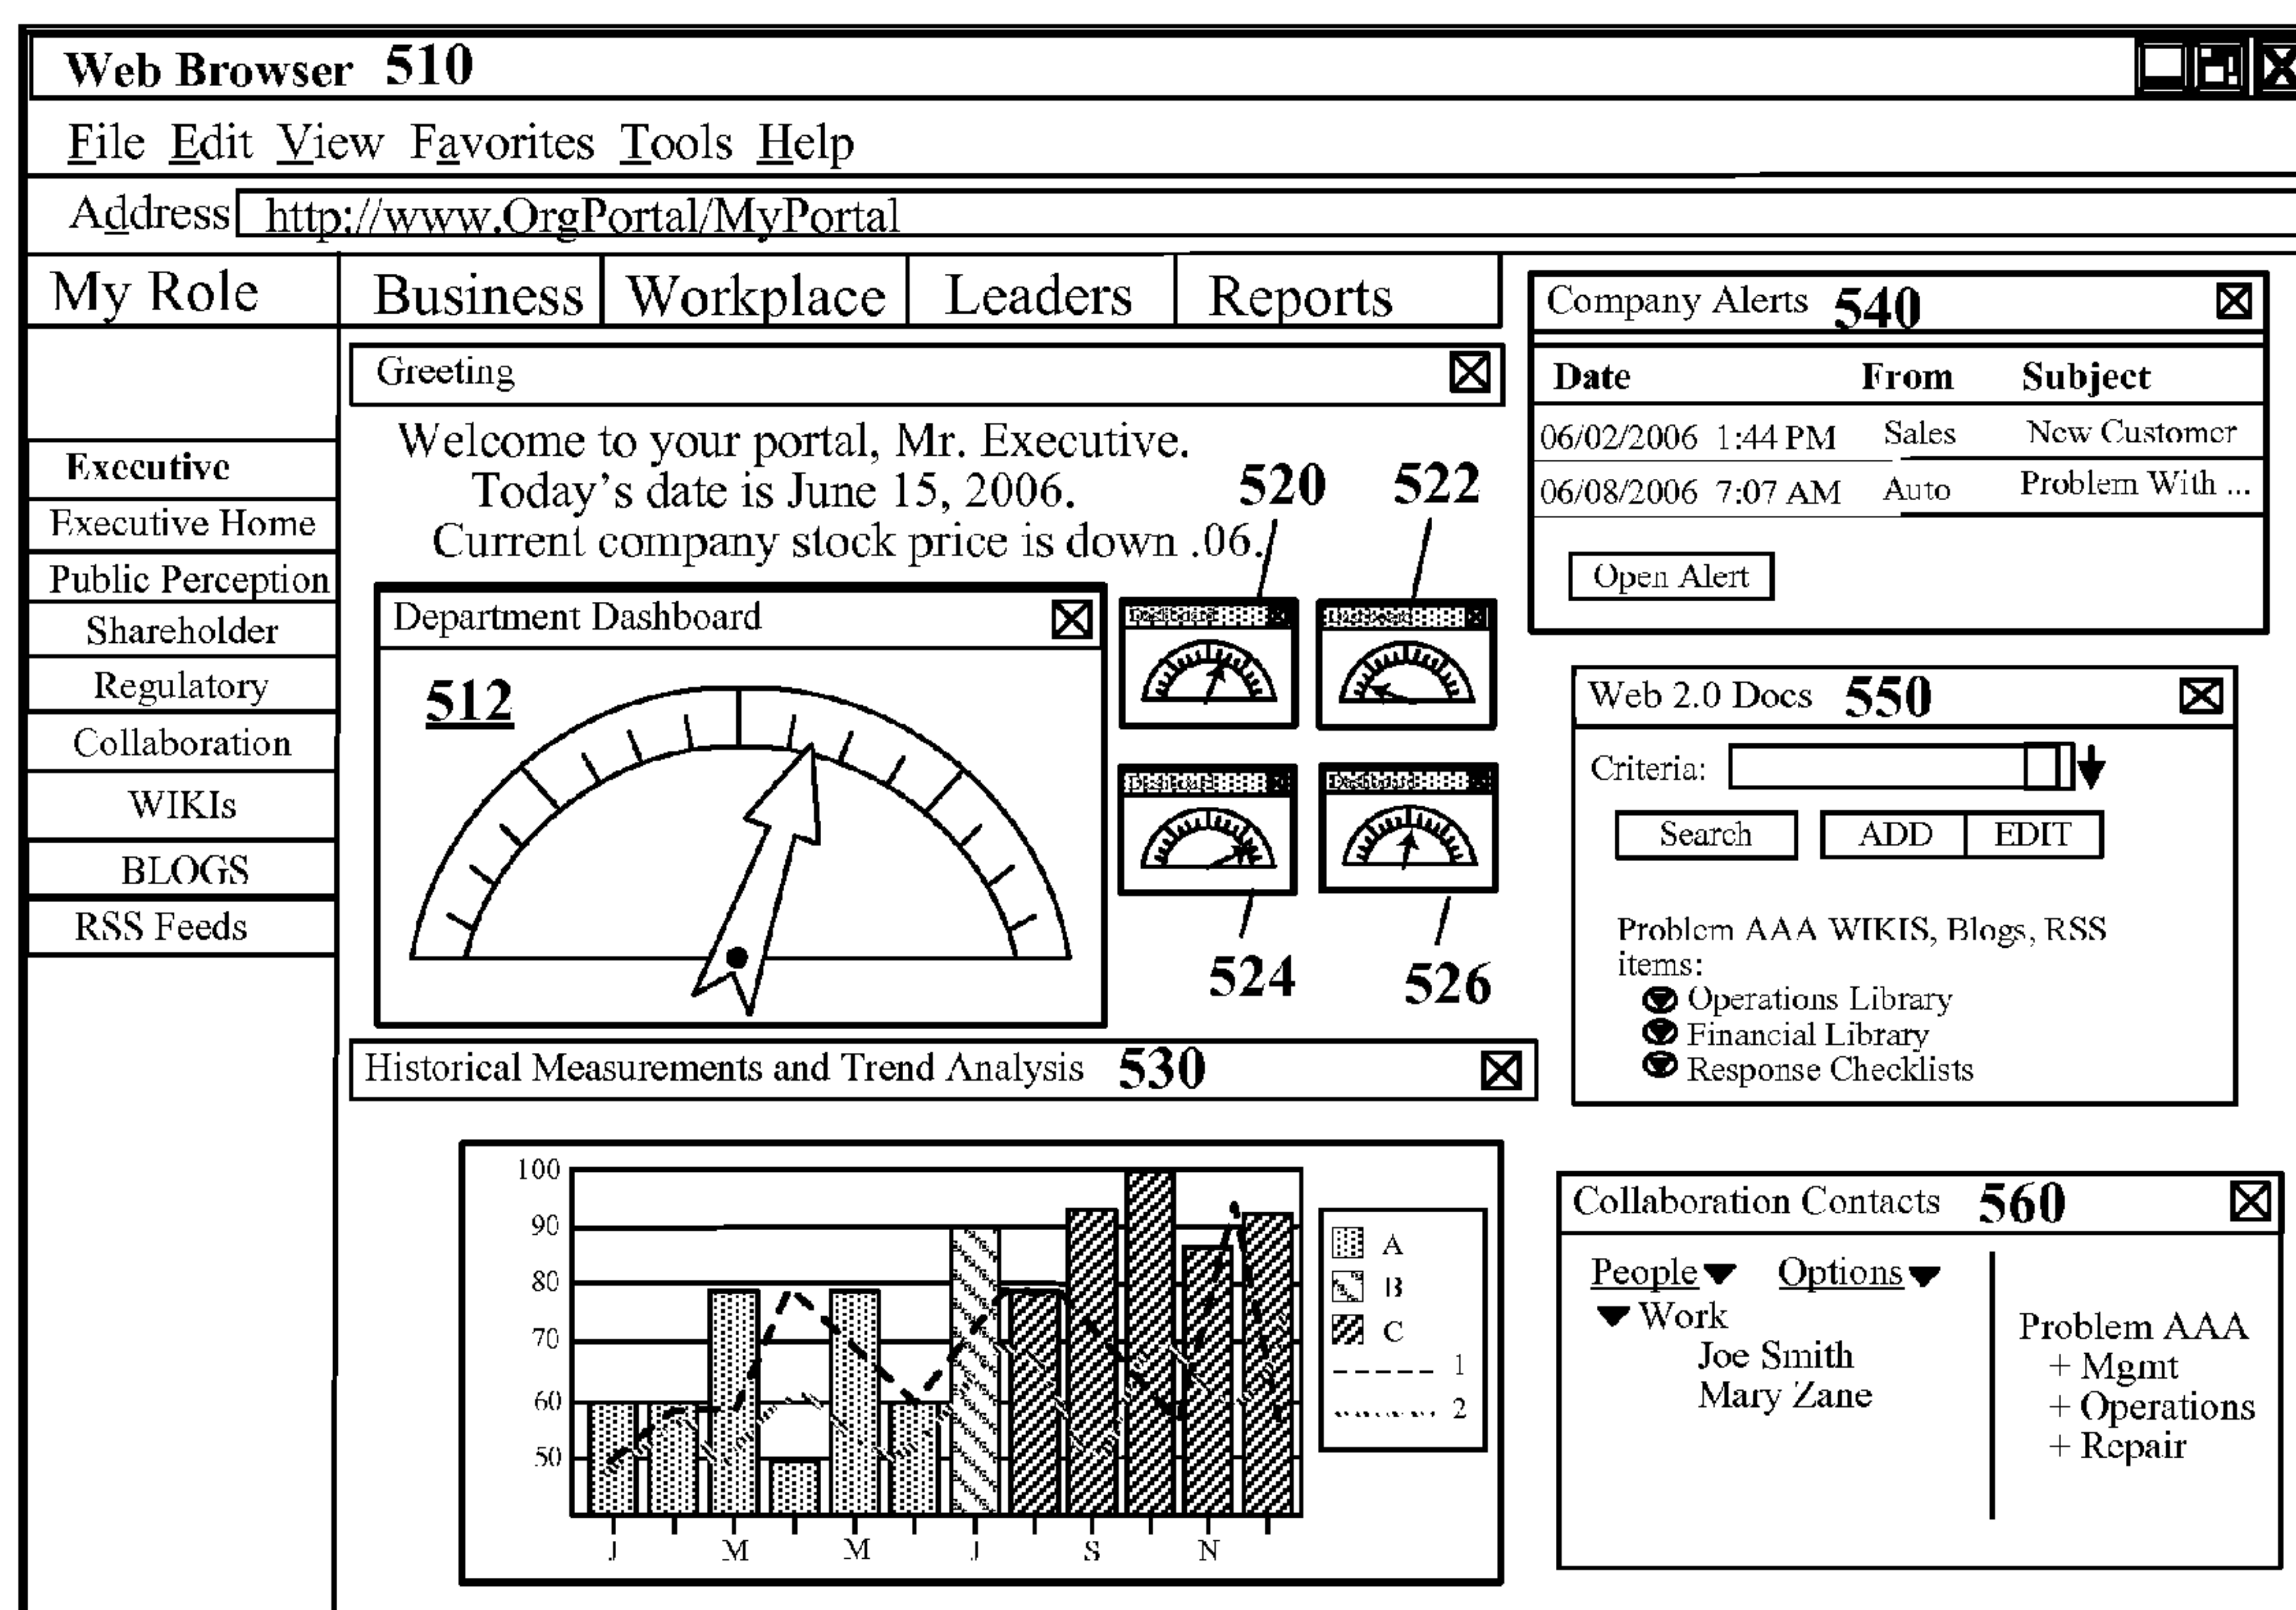 Web Browser 510
File Edit View Favorites Tools Help
Address http://www.OrgPortal/MyPortal
My Role
Business Workplace Leaders Reports
Executive
Executive Home
Public Perception
Shareholder
Regulatory
Collaboration
WIKIs
BLOGS
RSS Feeds
Greeting
Welcome to your portal, Mr. Executive.
Today's date is June 15, 2006.
Current company stock price is down .06.
Department Dashboard
512
520 522
Dashboard
Dashboard
Dashboard
Dashboard
524 526
Historical Measurements and Trend Analysis 530
100
90
80
70
60
50
J M M J S N
A
B
C
1
2
Company Alerts 540
Date From Subject
06/02/2006 1:44 PM Sales New Customer
06/08/2006 7:07 AM Auto Problem With ...
Open Alert
Web 2.0 Docs 550
Criteria:
Search ADD EDIT
Problem AAA WIKIS, Blogs, RSS
items:
Operations Library
Financial Library
Response Checklists
Collaboration Contacts 560
People Options
Work
Joe Smith
Mary Zane
Problem AAA
+ Mgmt
+ Operations
+ Repair